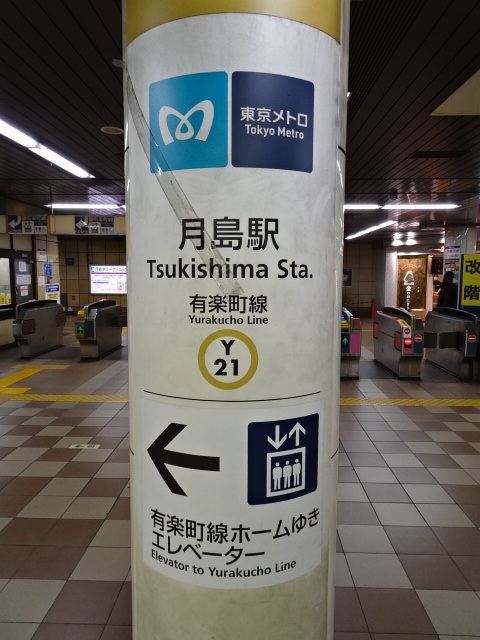 東京メトロ
Tokyo Metro
月島駅
Tsukishima Sta.
有楽町線
Yurakucho Line
Y
21
有楽町線ホームゆき
エレベーター
Elevator to Yurakucho Line
改
階